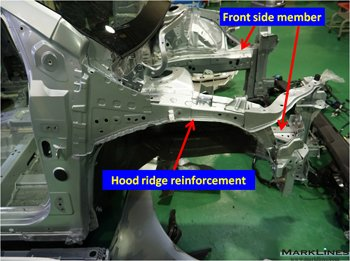 Front side member
Hood ridge reinforcement
MARKLINES